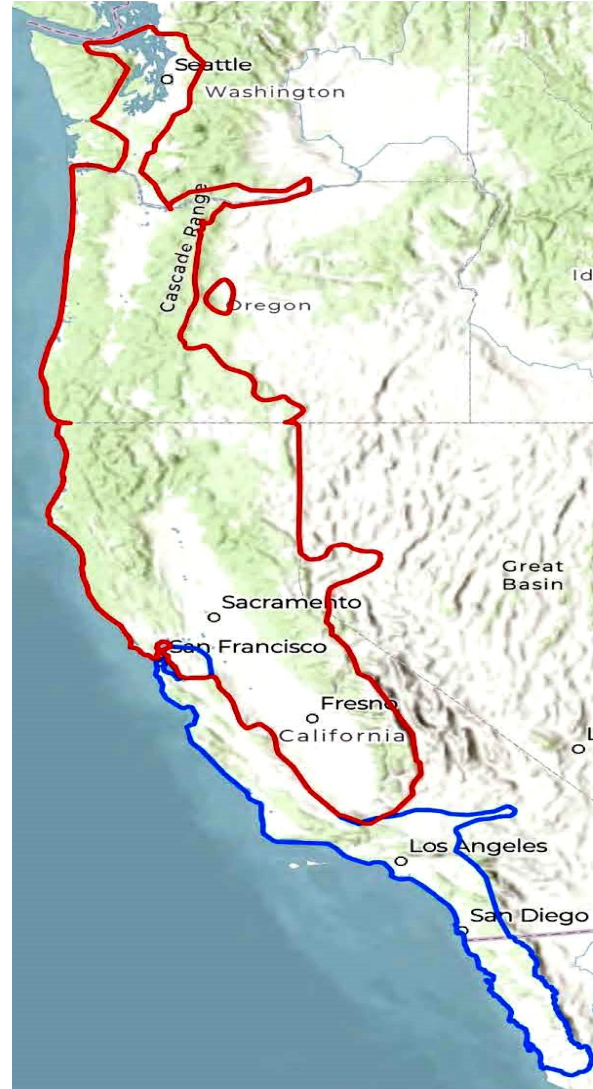 Seattle
Washington
Cascade Range
Id
Oregon
Great
Basin
Sacramento
San Francisco
Fresno
California
L
Los Angeles
San Diego